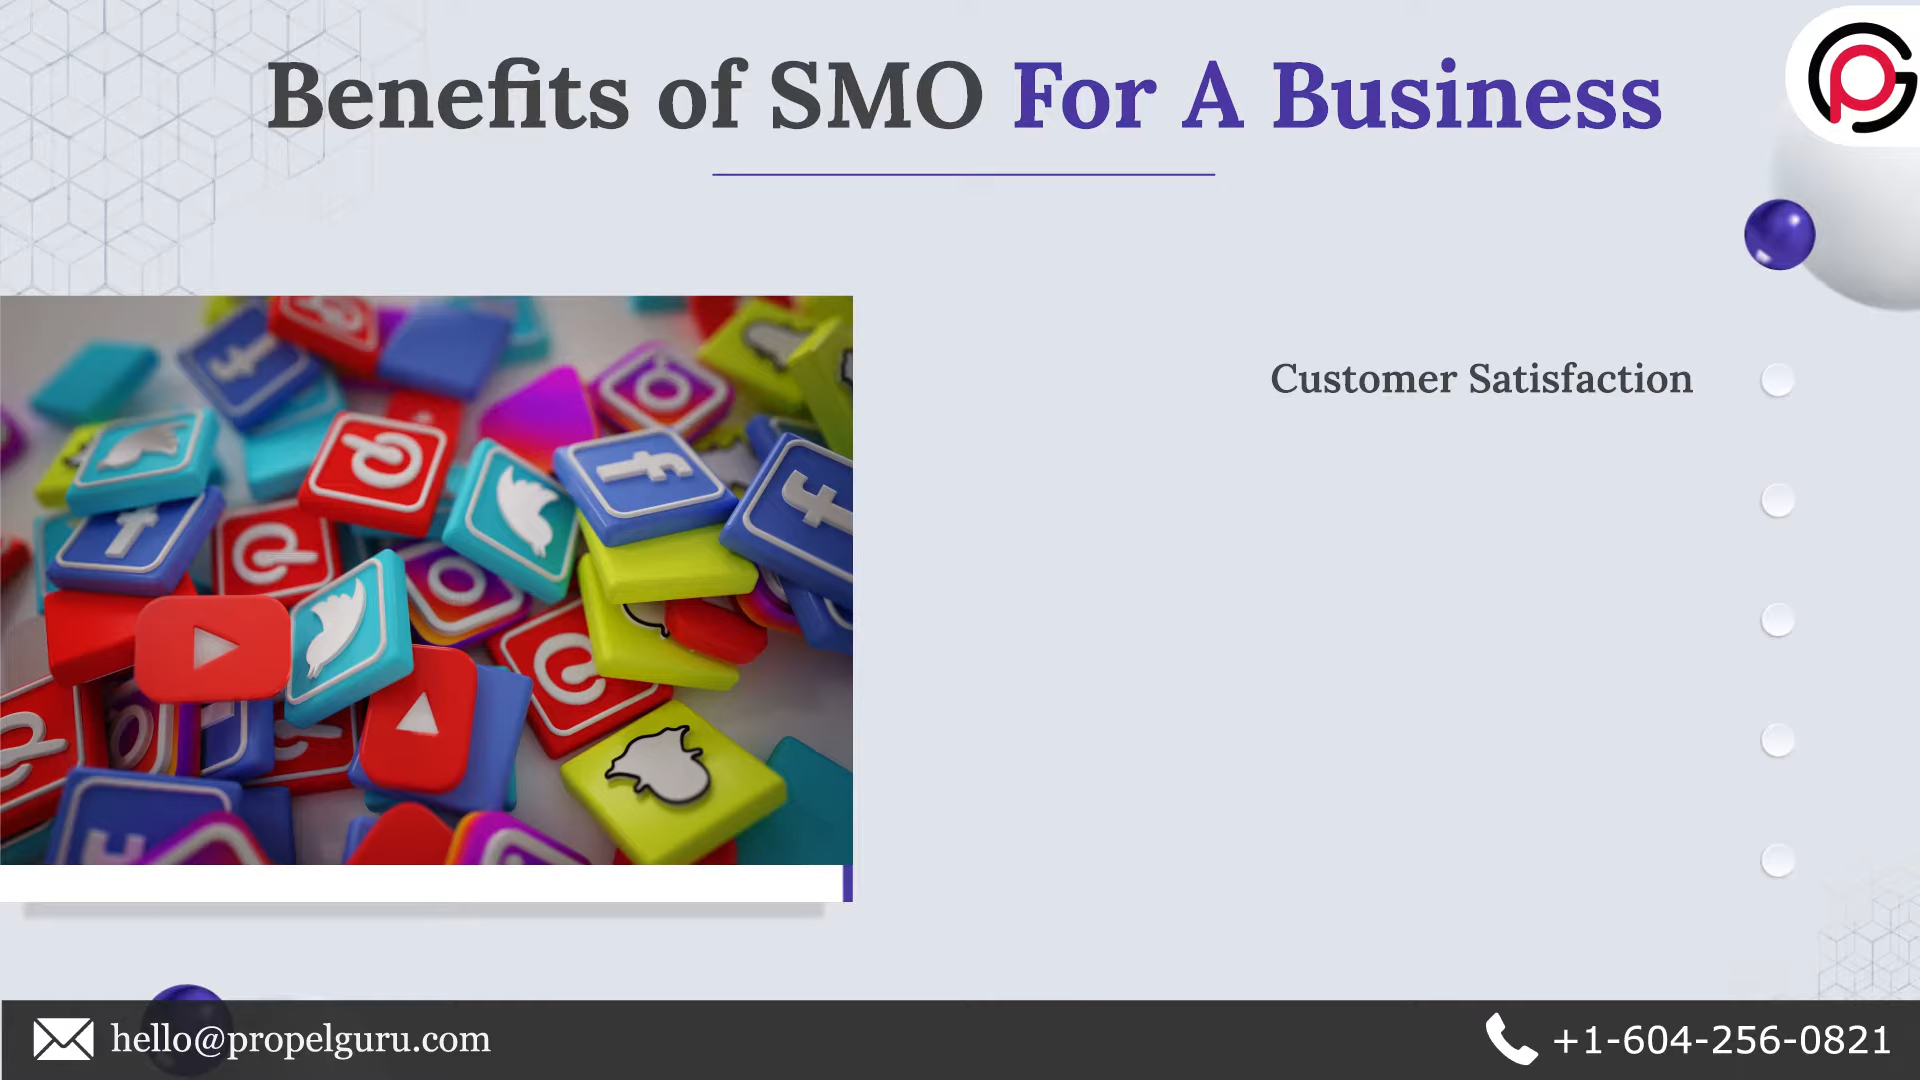 Benefits of SMO For A Business
Customer Satisfaction
hello@propelguru.com
+1-604-256-0821